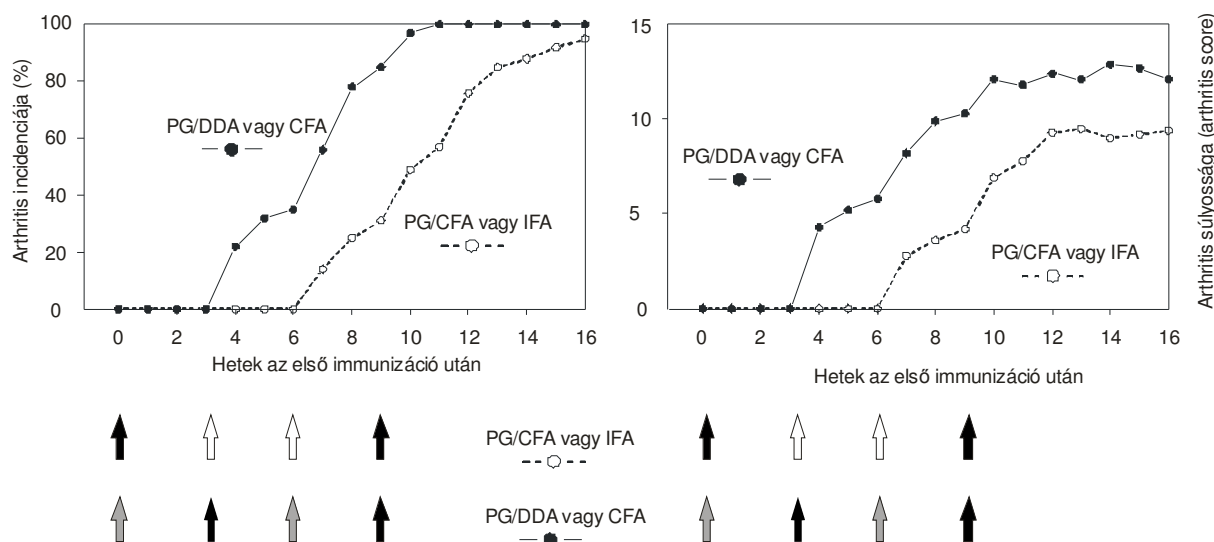 Arthritis incidenciája (%)
100
80
60
40
20
0
PG/DDA vagy CFA
PG/CFA vagy IFA
0 2 4 6 8 10 12 14 16
Hetek az első immunizáció után
15
10
5
0
PG/DDA vagy CFA
PG/CFA vagy IFA
0 2 4 6 8 10 12 14 16
Hetek az első immunizáció után
Arthritis súlyossága (arthritis score)
PG/CFA vagy IFA
PG/DDA vagy CFA